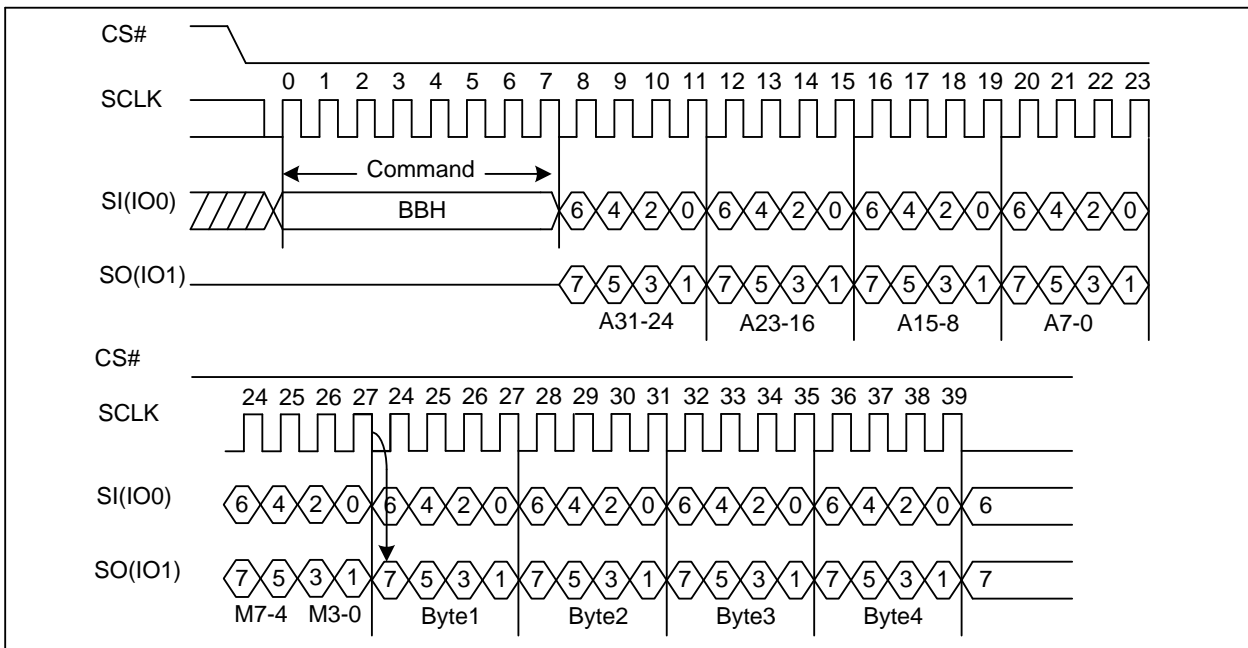 CS#
0 1 2 3 4 5 6 7 8 9 10 11 12 13 14 15 16 17 18 19 20 21 22 23
SCLK
Command
SI(IO0) BBH 6 4 2 0 6 4 2 0 6 4 2 0 6 4 2 0
SO(IO1) 7 5 3 1 7 5 3 1 7 5 3 1 7 5 3 1
A31-24 A23-16 A15-8 A7-0
CS#
24 25 26 27 24 25 26 27 28 29 30 31 32 33 34 35 36 37 38 39
SCLK
SI(IO0) 6 4 2 0 6 4 2 0 6 4 2 0 6 4 2 0 6 4 2 0 6
SO(IO1) 7 5 3 1 7 5 3 1 7 5 3 1 7 5 3 1 7 5 3 1 7
M7-4 M3-0 Byte1 Byte2 Byte3 Byte4